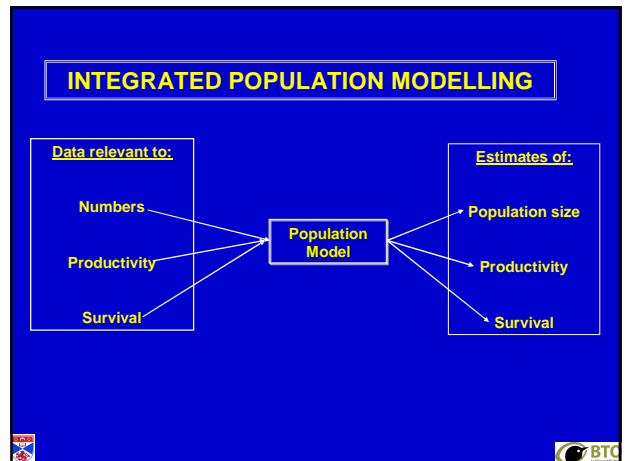 INTEGRATED POPULATION MODELLING
Data relevant to:
Numbers
Productivity
Survival
Population
Model
Estimates of:
Population size
Productivity
Survival
BTO